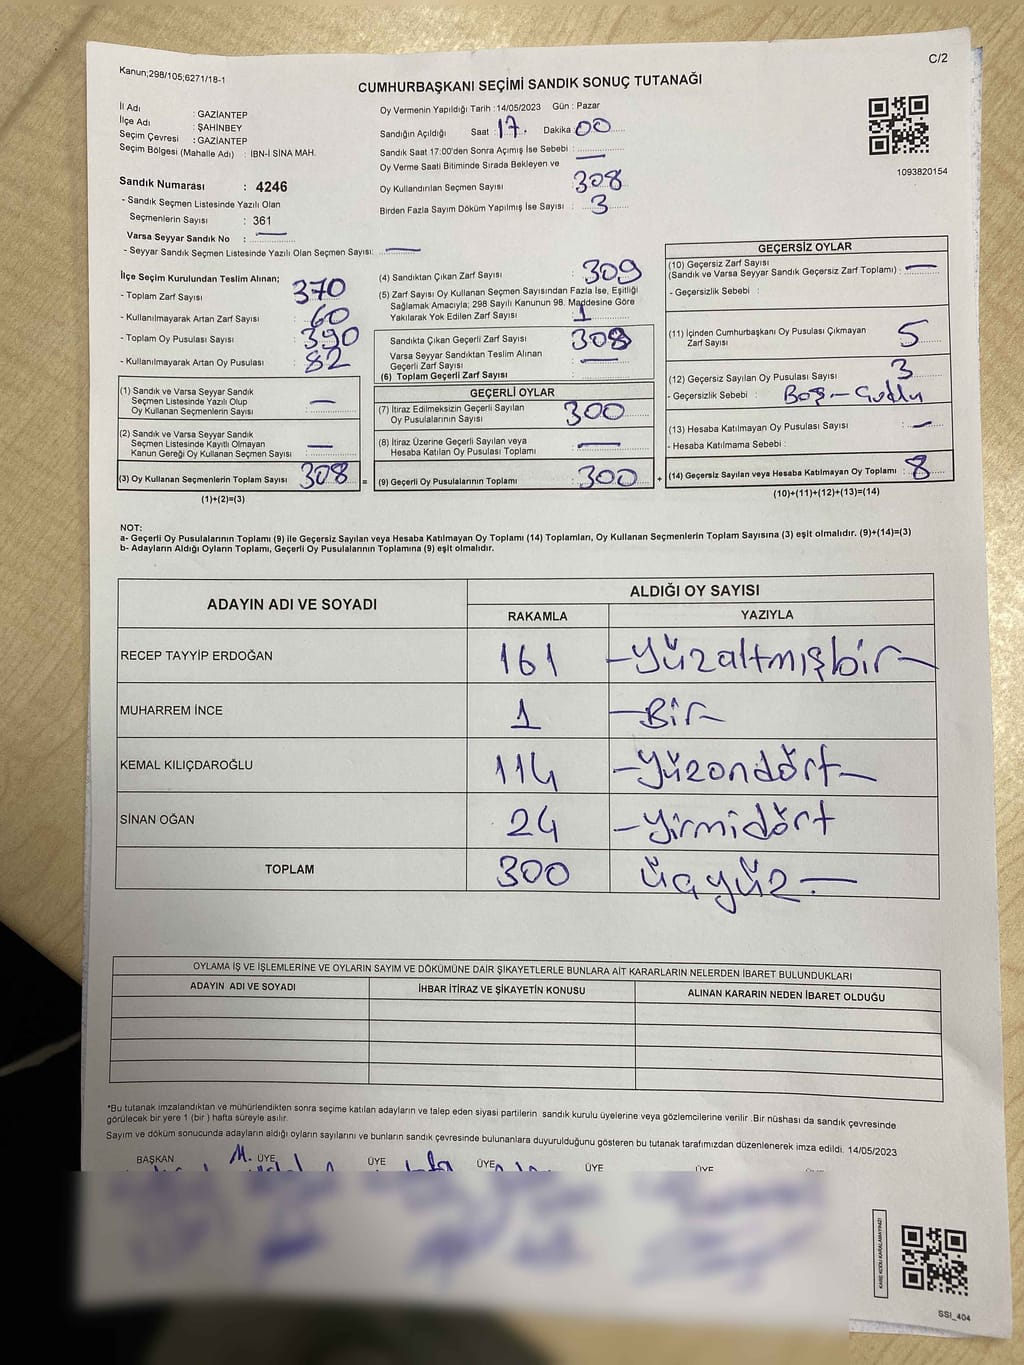 C/2
Kanun;298/105;6271/18-1
CUMHURBAŞKANI SEÇİMİ SANDIK SONUÇ TUTANAĞI
İl Adı : GAZİANTEP
İlçe Adı : ŞAHİNBEY
Seçim Çevresi : GAZİANTEP
Seçim Bölgesi (Mahalle Adı) : İBN-İ SİNA MAH.
Sandık Numarası : 4246
- Sandık Seçmen Listesinde Yazılı Olan
Seçmenlerin Sayısı : 361
Varsa Seyyar Sandık No : —
- Seyyar Sandık Seçmen Listesinde Yazılı Olan Seçmen Sayısı: —
Oy Vermenin Yapıldığı Tarih : 14/05/2023 Gün : Pazar
Sandığın Açıldığı Saat : 17. Dakika 00
Sandık Saat 17:00'den Sonra Açımış İse Sebebi : —
Oy Verme Saati Bitiminde Sırada Bekleyen ve
Oy Kullandırılan Seçmen Sayısı 308
Birden Fazla Sayım Döküm Yapılmış İse Sayısı : 3
1093820154
İlçe Seçim Kurulundan Teslim Alınan;
- Toplam Zarf Sayısı : 370
- Kullanılmayarak Artan Zarf Sayısı : 60
- Toplam Oy Pusulası Sayısı : 390
- Kullanılmayarak Artan Oy Pusulası : 82
(1) Sandık ve Varsa Seyyar Sandık
Seçmen Listesinde Yazılı Olup
Oy Kullanan Seçmenlerin Sayısı : —
(2) Sandık ve Varsa Seyyar Sandık
Seçmen Listesinde Kayıtlı Olmayan
Kanun Gereği Oy Kullanan Seçmen Sayısı : —
(3) Oy Kullanan Seçmenlerin Toplam Sayısı : 308 =
(1)+(2)=(3)
(4) Sandıktan Çıkan Zarf Sayısı : 309
(5) Zarf Sayısı Oy Kullanan Seçmen Sayısından Fazla İse, Eşitliği
Sağlamak Amacıyla; 298 Sayılı Kanunun 98. Maddesine Göre
Yakılarak Yok Edilen Zarf Sayısı : 1
Sandıkta Çıkan Geçerli Zarf Sayısı : 308
Varsa Seyyar Sandıktan Teslim Alınan
Geçerli Zarf Sayısı : —
(6) Toplam Geçerli Zarf Sayısı :
GEÇERLİ OYLAR
(7) İtiraz Edilmeksizin Geçerli Sayılan
Oy Pusulalarının Sayısı : 300
(8) İtiraz Üzerine Geçerli Sayılan veya
Hesaba Katılan Oy Pusulası Toplamı : —
(9) Geçerli Oy Pusulalarının Toplamı : 300 +
GEÇERSİZ OYLAR
(10) Geçersiz Zarf Sayısı
(Sandık ve Varsa Seyyar Sandık Geçersiz Zarf Toplamı) : —
- Geçersizlik Sebebi :
(11) İçinden Cumhurbaşkanı Oy Pusulası Çıkmayan
Zarf Sayısı : 5
(12) Geçersiz Sayılan Oy Pusulası Sayısı : 3
- Geçersizlik Sebebi : Boş –
(13) Hesaba Katılmayan Oy Pusulası Sayısı : —
- Hesaba Katılmama Sebebi :
(14) Geçersiz Sayılan veya Hesaba Katılmayan Oy Toplamı : 8
(10)+(11)+(12)+(13)=(14)
NOT:
a- Geçerli Oy Pusulalarının Toplamı (9) ile Geçersiz Sayılan veya Hesaba Katılmayan Oy Toplamı (14) Toplamları, Oy Kullanan Seçmenlerin Toplam Sayısına (3) eşit olmalıdır. (9)+(14)=(3)
b- Adayların Aldığı Oyların Toplamı, Geçerli Oy Pusulalarının Toplamına (9) eşit olmalıdır.
ADAYIN ADI VE SOYADI ALDIĞI OY SAYISI
RAKAMLA YAZIYLA
RECEP TAYYİP ERDOĞAN 161 –yüzaltmışbir–
MUHARREM İNCE 1 –Bir–
KEMAL KILIÇDAROĞLU 114 –yüzondört–
SİNAN OĞAN 24 –yirmidört
TOPLAM 300 üçyüz.–
OYLAMA İŞ VE İŞLEMLERİNE VE OYLARIN SAYIM VE DÖKÜMÜNE DAİR ŞİKAYETLERLE BUNLARA AİT KARARLARIN NELERDEN İBARET BULUNDUKLARI
ADAYIN ADI VE SOYADI İHBAR İTİRAZ VE ŞİKAYETİN KONUSU ALINAN KARARIN NEDEN İBARET OLDUĞU
*Bu tutanak imzalandıktan ve mühürlendikten sonra seçime katılan adayların ve talep eden siyasi partilerin sandık kurulu üyelerine veya gözlemcilerine verilir .Bir nüshası da sandık çevresinde
görülecek bir yere 1 (bir ) hafta süreyle asılır.
Sayım ve döküm sonucunda adayların aldığı oyların sayılarını ve bunların sandık çevresinde bulunanlara duyurulduğunu gösteren bu tutanak tarafımızdan düzenlenerek imza edildi. 14/05/2023
BAŞKAN M. ÜYE ÜYE ÜYE ÜYE ÜYE
KARE KODU KARALAMAYINIZ!
SSI_404